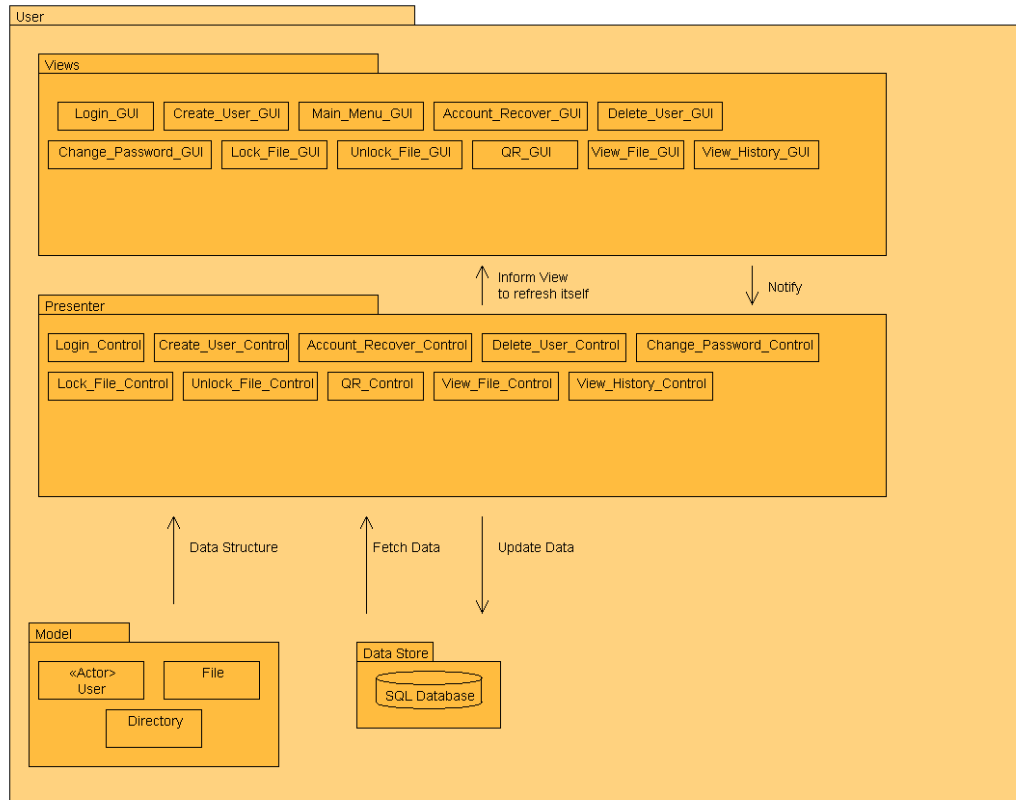 User
Views
Login_GUI Create_User_GUI Main_Menu_GUI Account_Recover_GUI Delete_User_GUI
Change_Password_GUI Lock_File_GUI Unlock_File_GUI QR_GUI View_File_GUI View_History_GUI
Inform View
to refresh itself
Notify
Presenter
Login_Control Create_User_Control Account_Recover_Control Delete_User_Control Change_Password_Control
Lock_File_Control Unlock_File_Control QR_Control View_File_Control View_History_Control
Data Structure
Fetch Data
Update Data
Model
«Actor>
User
File
Directory
Data Store
SQL Database